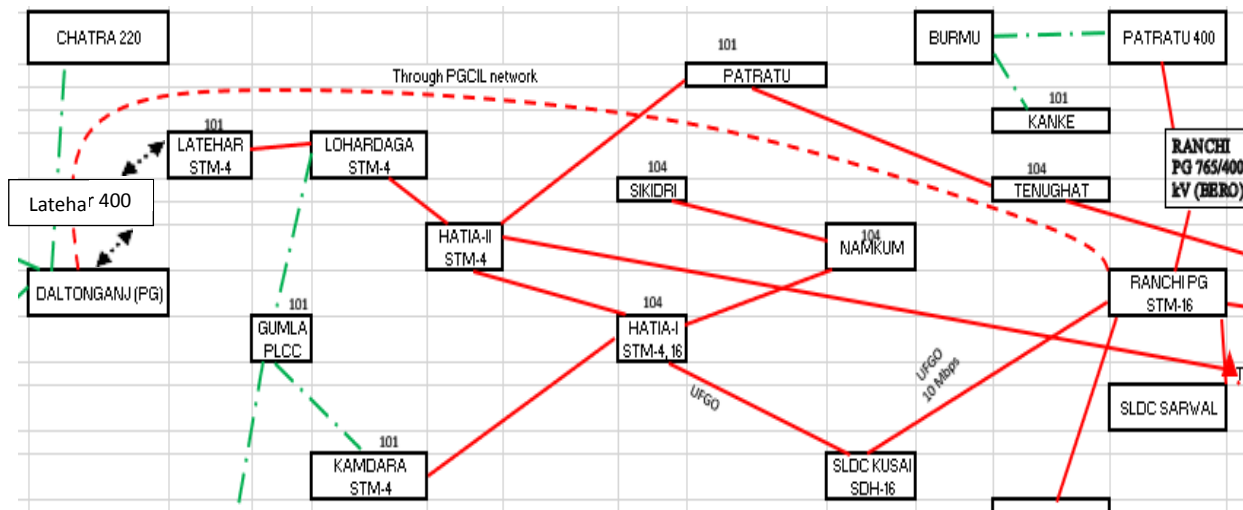 CHATRA 220
BURMU
PATRATU 400
101
PATRATU
Through PGCIL network
101
KANKE
101
LATEHAR
STM-4
LOHARDAGA
STM-4
RANCHI
PG 765/400
kV (BERO)
104
SIKIDRI
104
TENUGHAT
Latehar 400
HATIA-II
STM-4
104
NAMKUM
DALTONGANJ (PG)
RANCHI PG
STM-16
101
GUMLA
PLCC
104
HATIA-I
STM-4, 16
UFGO
10 Mbps
UFGO
T
SLDC SARWAL
101
KAMDARA
STM-4
SLDC KUSAI
SDH-16